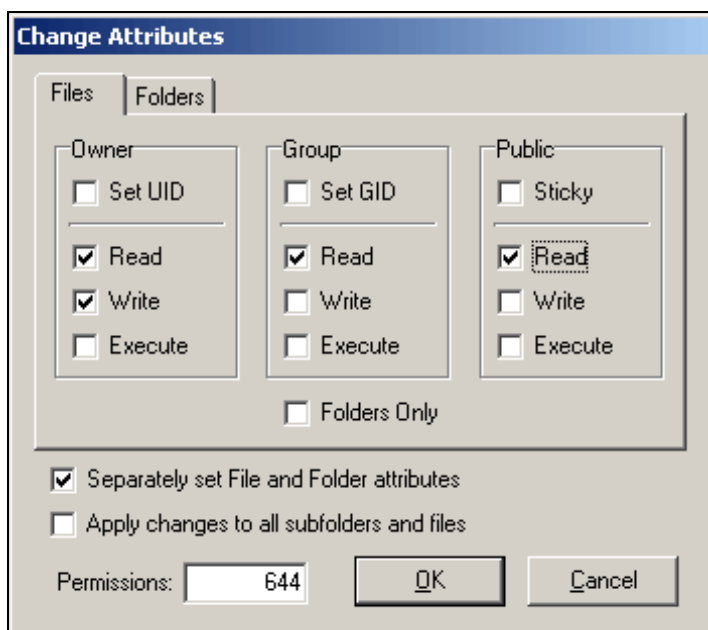 Change Attributes
Files Folders
Owner Group Public
Set UID Set GID Sticky
Read Read Read
Write Write Write
Execute Execute Execute
Folders Only
Separately set File and Folder attributes
Apply changes to all subfolders and files
Permissions: 644 OK Cancel